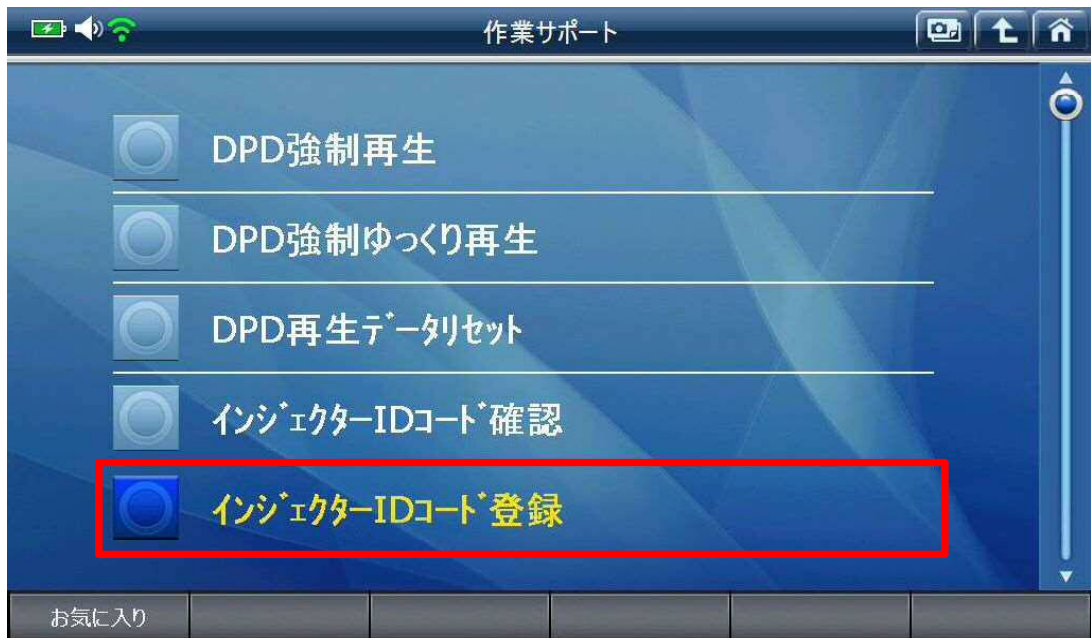 作業サポート
DPD強制再生
DPD強制ゆっくり再生
DPD再生データリセット
インジェクターIDコード確認
インジェクターIDコード登録
お気に入り